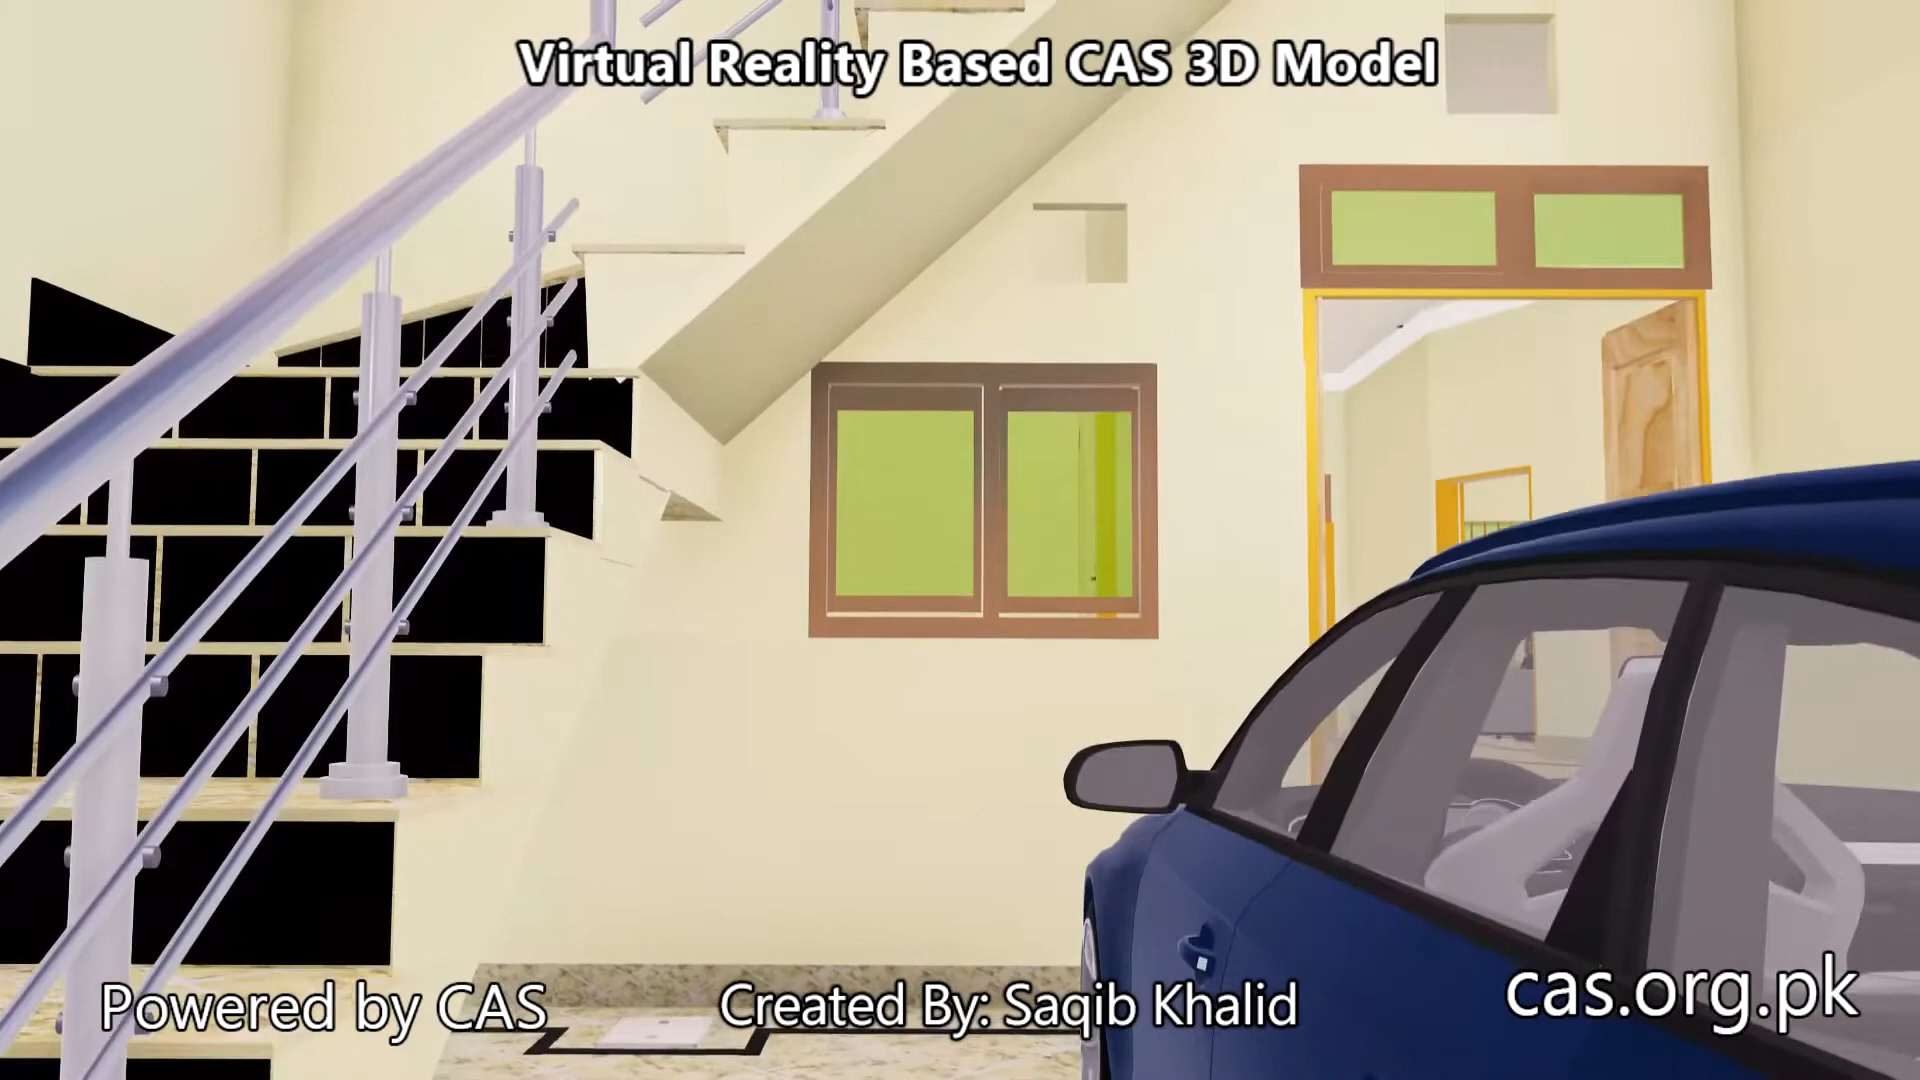 Virtual Reality Based CAS 3D Model
Powered by CAS
Created By: Saqib Khalid
cas.org.pk